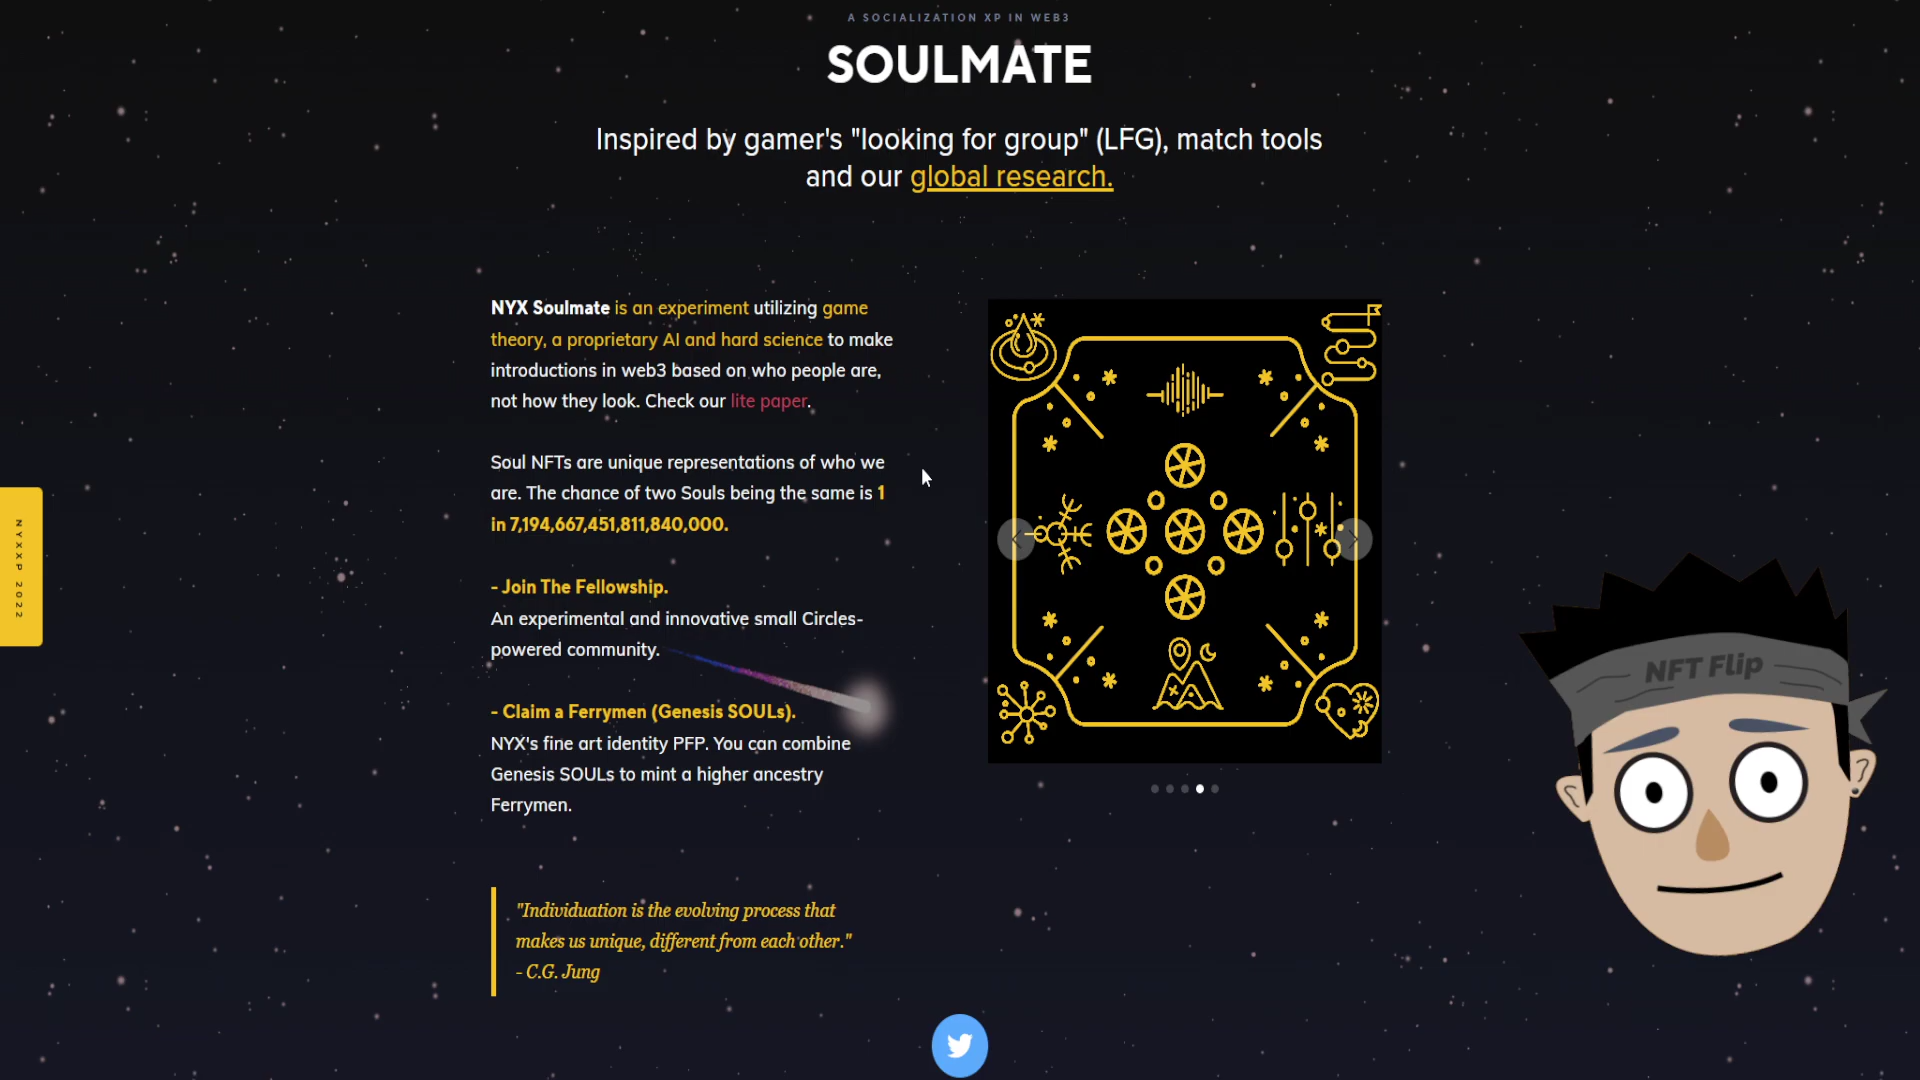 A SOCIALIZATION XP IN WEB3
SOULMATE
Inspired by gamer's "looking for group" (LFG), match tools
and our global research.
NYX Soulmate is an experiment utilizing game
theory, a proprietary AI and hard science to make
introductions in web3 based on who people are,
not how they look. Check our lite paper.
Soul NFTs are unique representations of who we
are. The chance of two Souls being the same is 1
in 7,194,667,451,811,840,000.
- Join The Fellowship.
An experimental and innovative small Circles-
powered community.
- Claim a Ferrymen (Genesis SOULs).
NYX's fine art identity PFP. You can combine
Genesis SOULs to mint a higher ancestry
Ferrymen.
"Individuation is the evolving process that
makes us unique, different from each other."
- C.G. Jung
NYXXP 2022
NFT Flip